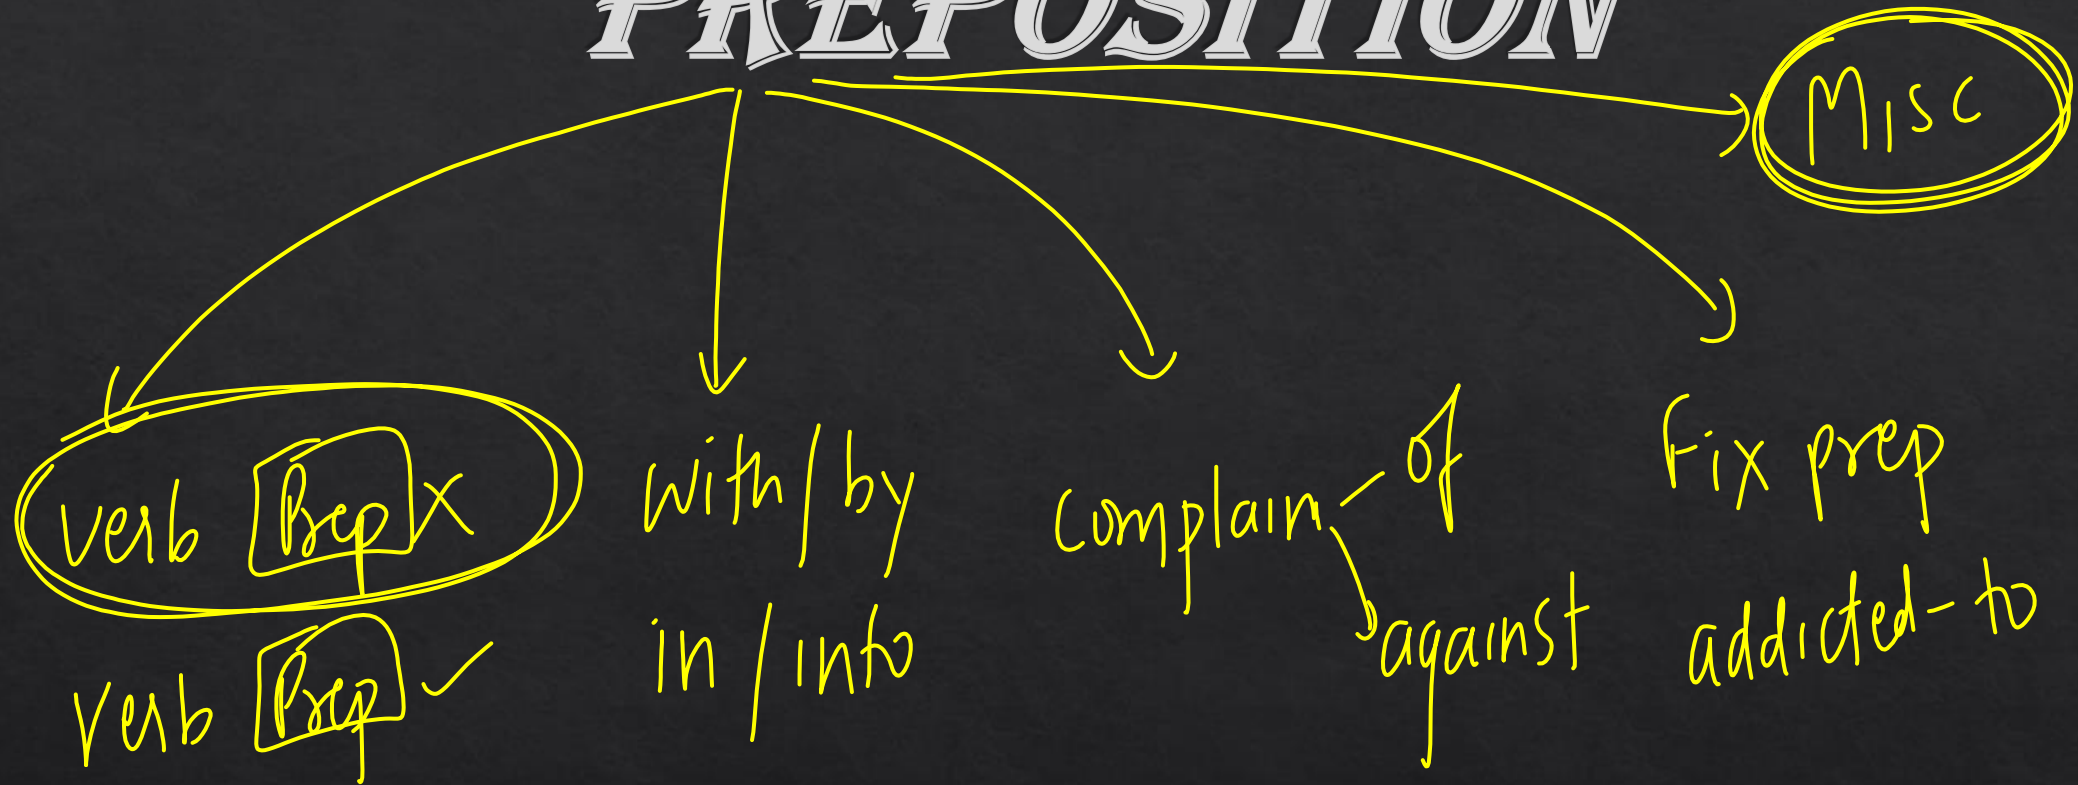 PREPOSITION
Misc
verb Prep X
verb Prep ✓
with/by
in/into
complain - of
against
Fix prep
addicted - to